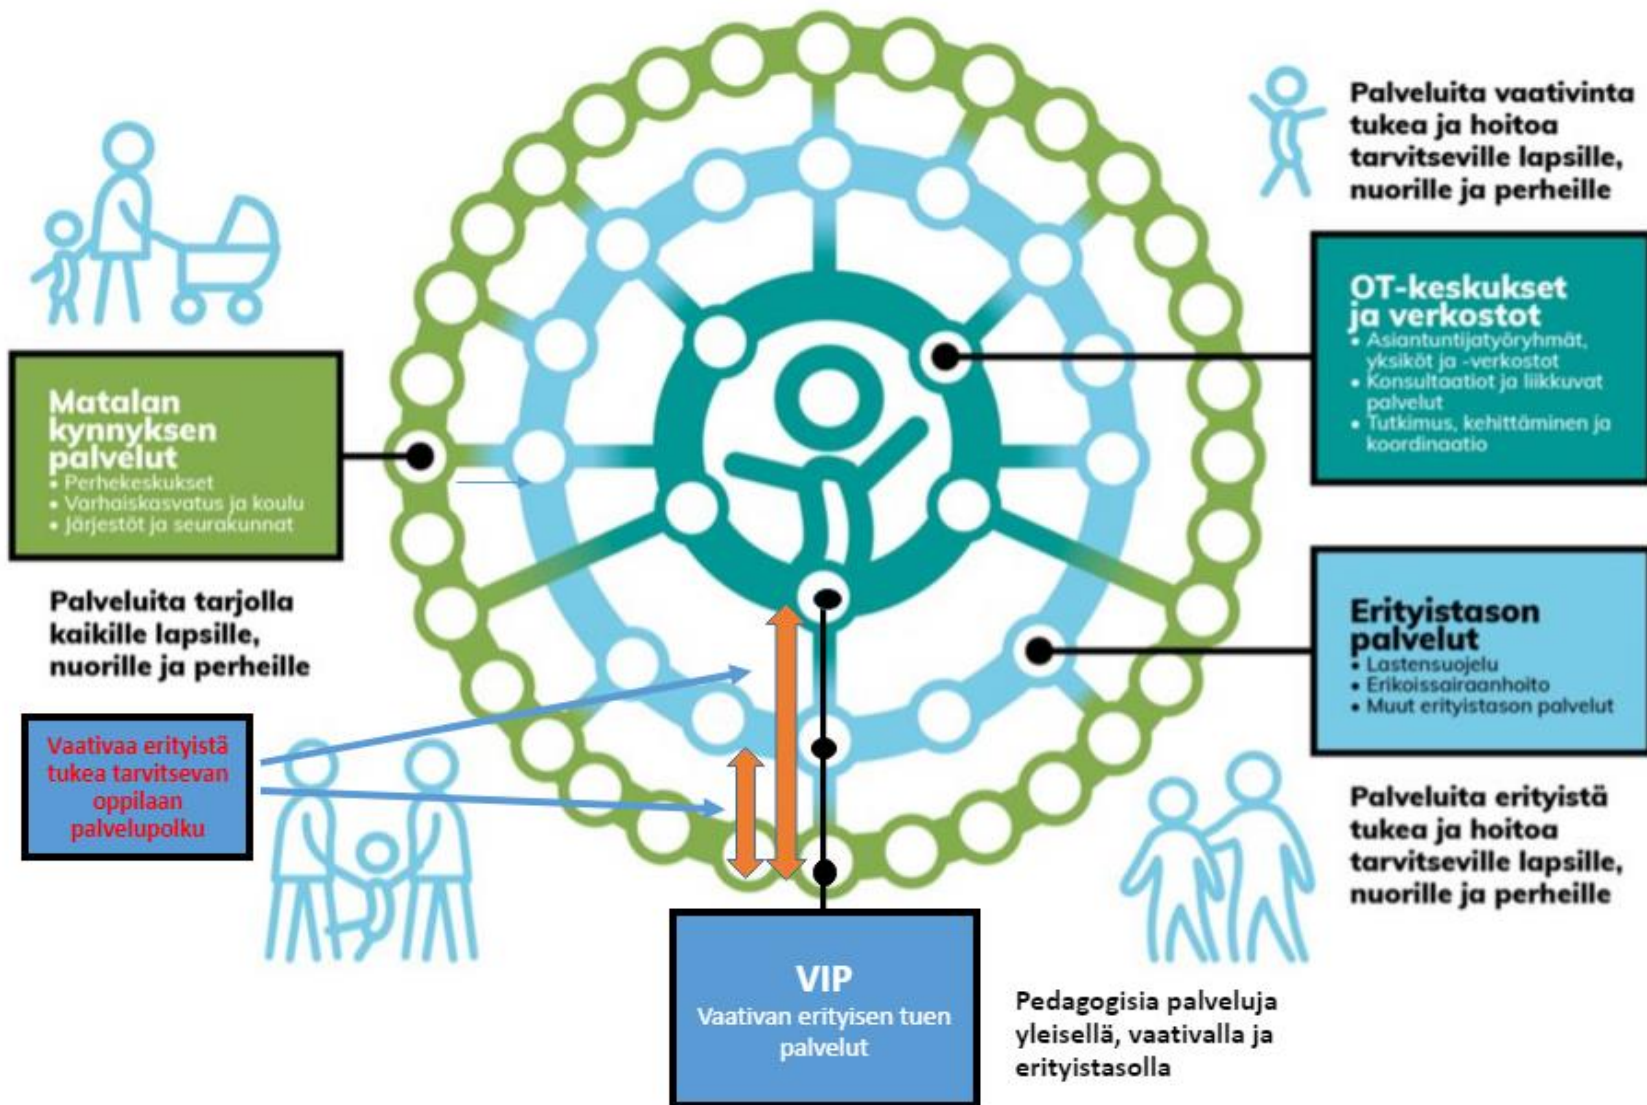 Matalan
kynnyksen
palvelut
• Perhekeskukset
• Varhaiskasvatus ja koulu
• Järjestöt ja seurakunnat
Palveluita tarjolla
kaikille lapsille,
nuorille ja perheille
Vaativaa erityistä
tukea tarvitsevan
oppilaan
palvelupolku
Palveluita vaativinta
tukea ja hoitoa
tarvitseville lapsille,
nuorille ja perheille
OT-keskukset
ja verkostot
• Asiantuntijatyöryhmät,
yksiköt ja -verkostot
• Konsultaatiot ja liikkuvat
palvelut
• Tutkimus, kehittäminen ja
koordinaatio
Erityistason
palvelut
• Lastensuojelu
• Erikoissairaanhoito
• Muut erityistason palvelut
Palveluita erityistä
tukea ja hoitoa
tarvitseville lapsille,
nuorille ja perheille
VIP
Vaativan erityisen tuen
palvelut
Pedagogisia palveluja
yleisellä, vaativalla ja
erityistasolla